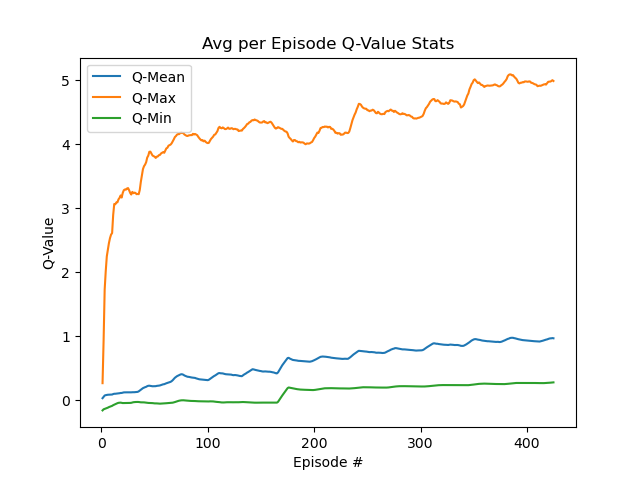 Avg per Episode Q-Value Stats
Q-Mean
Q-Max
Q-Min
Q-Value
5
4
3
2
1
0
0 100 200 300 400
Episode #